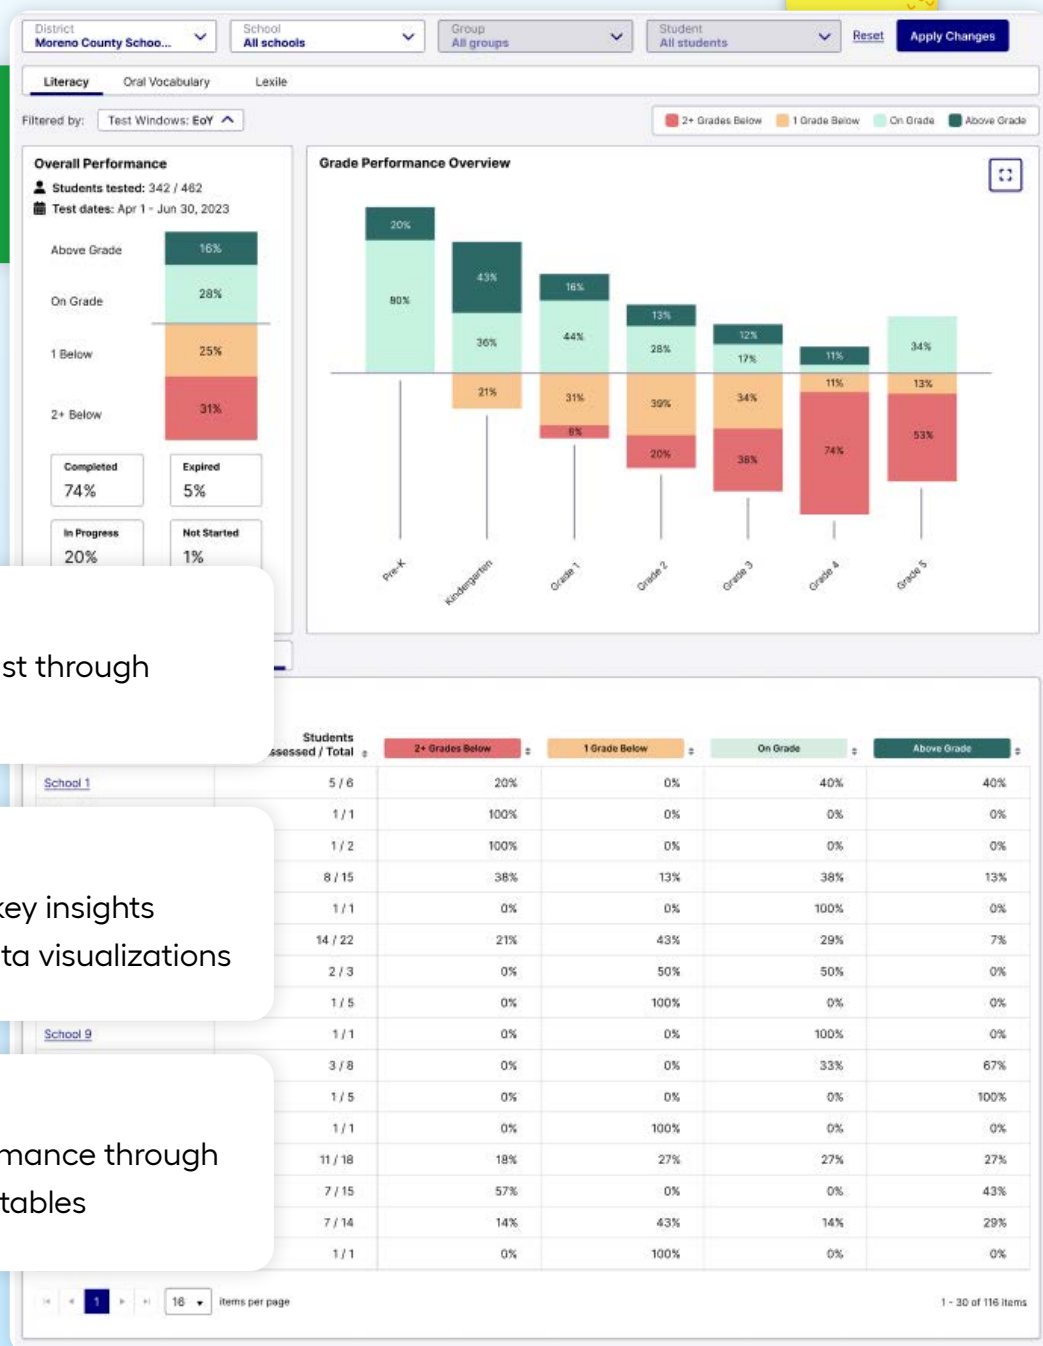 District
Moreno County Schoo...
School
All schools
Group
All groups
Student
All students
Reset
Apply Changes
Literacy
Oral Vocabulary
Lexile
Filtered by:
Test Windows: EoY
2+ Grades Below
1 Grade Below
On Grade
Above Grade
Overall Performance
Students tested: 342 / 462
Test dates: Apr 1 - Jun 30, 2023
Above Grade
16%
On Grade
28%
1 Below
25%
2+ Below
31%
Completed
74%
Expired
5%
In Progress
20%
Not Started
1%
Grade Performance Overview
20%
80%
43%
36%
21%
16%
44%
31%
6%
13%
28%
39%
20%
12%
17%
34%
38%
11%
11%
74%
34%
13%
53%
Pre-K
Kindergarten
Grade 1
Grade 2
Grade 3
Grade 4
Grade 5
st through
key insights
ta visualizations
mance through
tables
Students
ssessed / Total
2+ Grades Below
1 Grade Below
On Grade
Above Grade
School 1 5 / 6 20% 0% 40% 40%
1 / 1 100% 0% 0% 0%
1 / 2 100% 0% 0% 0%
8 / 15 38% 13% 38% 13%
1 / 1 0% 0% 100% 0%
14 / 22 21% 43% 29% 7%
2 / 3 0% 50% 50% 0%
1 / 5 0% 100% 0% 0%
School 9 1 / 1 0% 0% 100% 0%
3 / 8 0% 0% 33% 67%
1 / 5 0% 0% 0% 100%
1 / 1 0% 100% 0% 0%
11 / 18 18% 27% 27% 27%
7 / 15 57% 0% 0% 43%
7 / 14 14% 43% 14% 29%
1 / 1 0% 100% 0% 0%
1
16
items per page
1 - 30 of 116 items